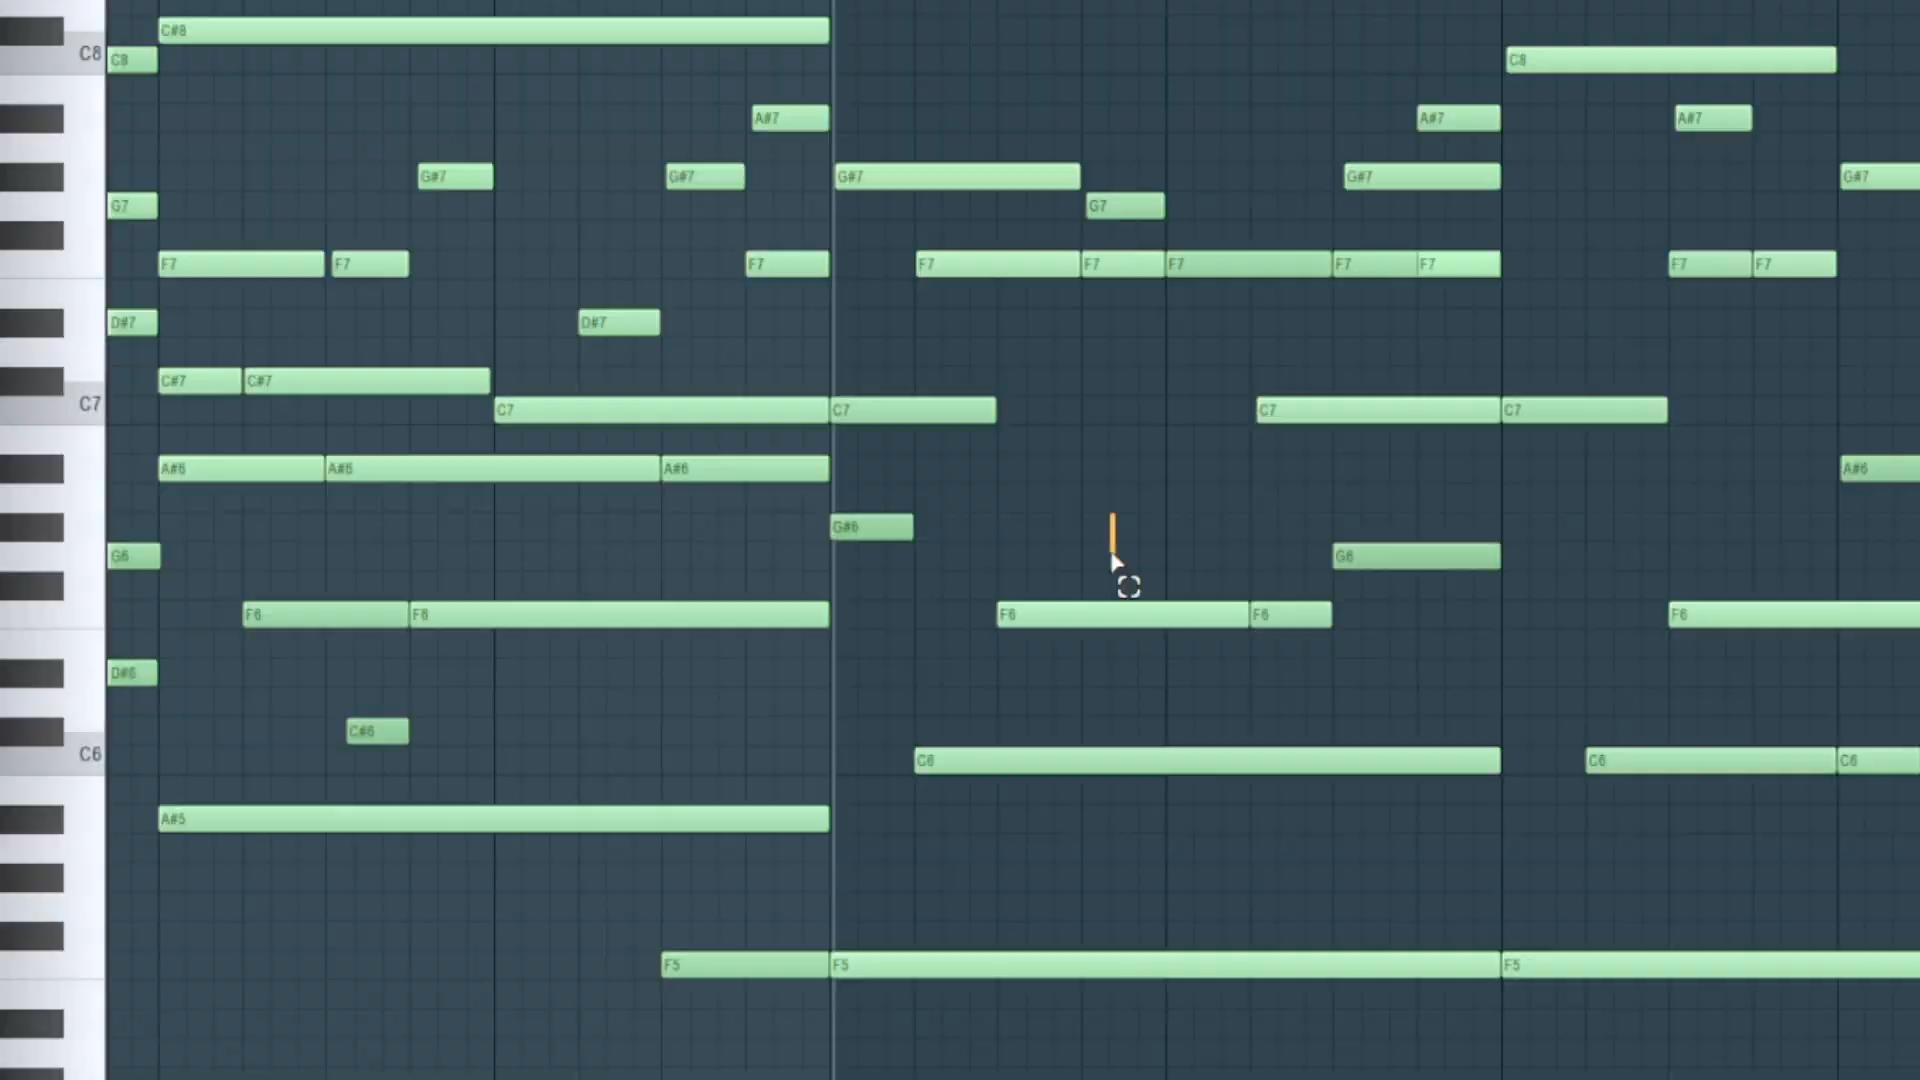 C#8
C8 C8 C8
A#7 A#7 A#7
G#7 G#7 G#7 G#7 G#7
G7 G7
F7 F7 F7 F7 F7 F7 F7 F7 F7 F7
D#7 D#7
C#7 C#7
C7 C7 C7 C7 C7
A#6 A#6 A#6 A#6
G#6
G6 G6
F6 F6 F6 F6 F6
D#6
C#6
C6 C6 C6 C6
A#5
F5 F5 F5